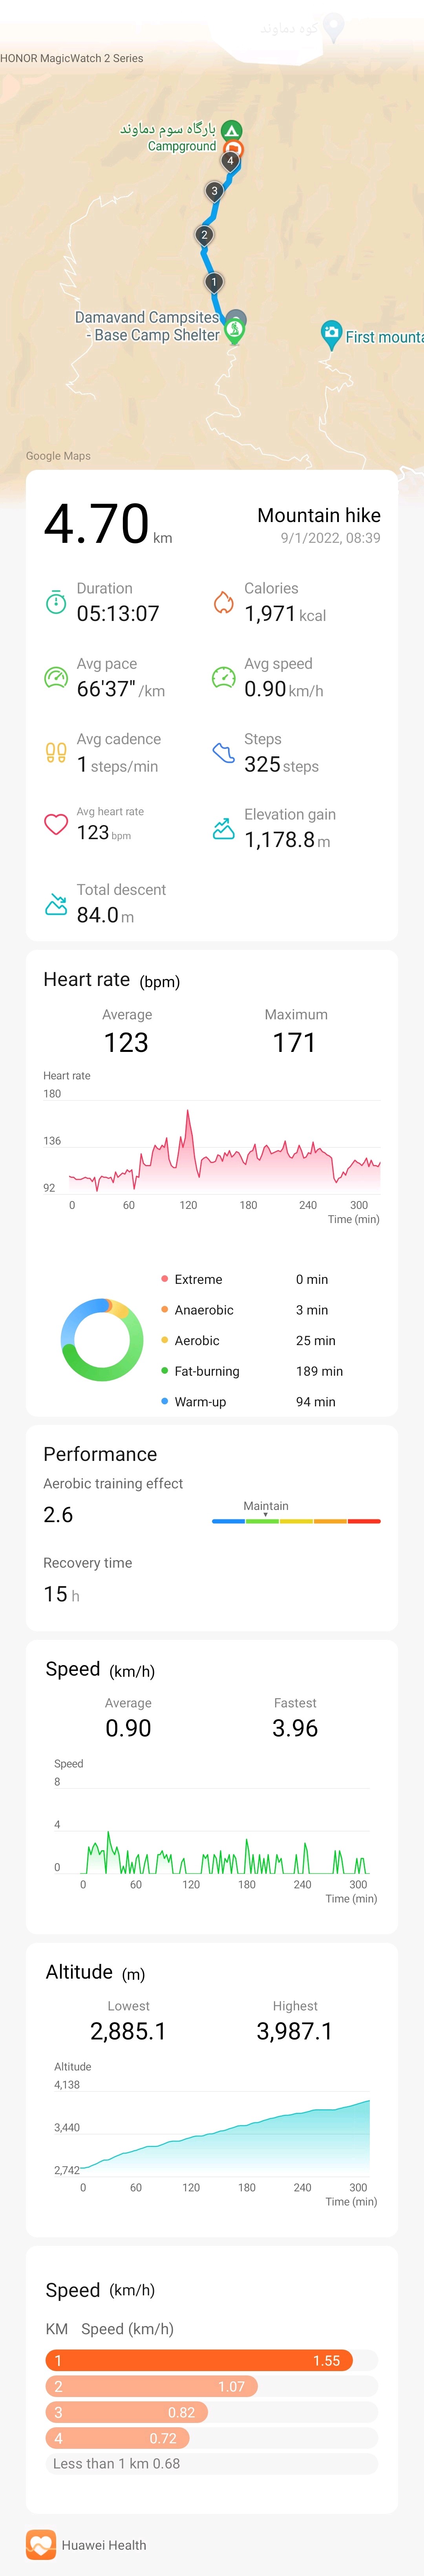 کوه دماوند
HONOR MagicWatch 2 Series
بارگاه سوم دماوند
Campground
4
3
2
1
Damavand Campsites
- Base Camp Shelter
First mounta
Google Maps
4.70 km
Mountain hike
9/1/2022, 08:39
Duration
05:13:07
Calories
1,971 kcal
Avg pace
66'37" /km
Avg speed
0.90 km/h
Avg cadence
1 steps/min
Steps
325 steps
Avg heart rate
123 bpm
Elevation gain
1,178.8 m
Total descent
84.0 m
Heart rate (bpm)
Average Maximum
123 171
Heart rate
180
136
92
0 60 120 180 240 300
Time (min)
Extreme 0 min
Anaerobic 3 min
Aerobic 25 min
Fat-burning 189 min
Warm-up 94 min
Performance
Aerobic training effect
2.6
Maintain
Recovery time
15 h
Speed (km/h)
Average Fastest
0.90 3.96
Speed
8
4
0
0 60 120 180 240 300
Time (min)
Altitude (m)
Lowest Highest
2,885.1 3,987.1
Altitude
4,138
3,440
2,742
0 60 120 180 240 300
Time (min)
Speed (km/h)
KM Speed (km/h)
1 1.55
2 1.07
3 0.82
4 0.72
Less than 1 km 0.68
Huawei Health